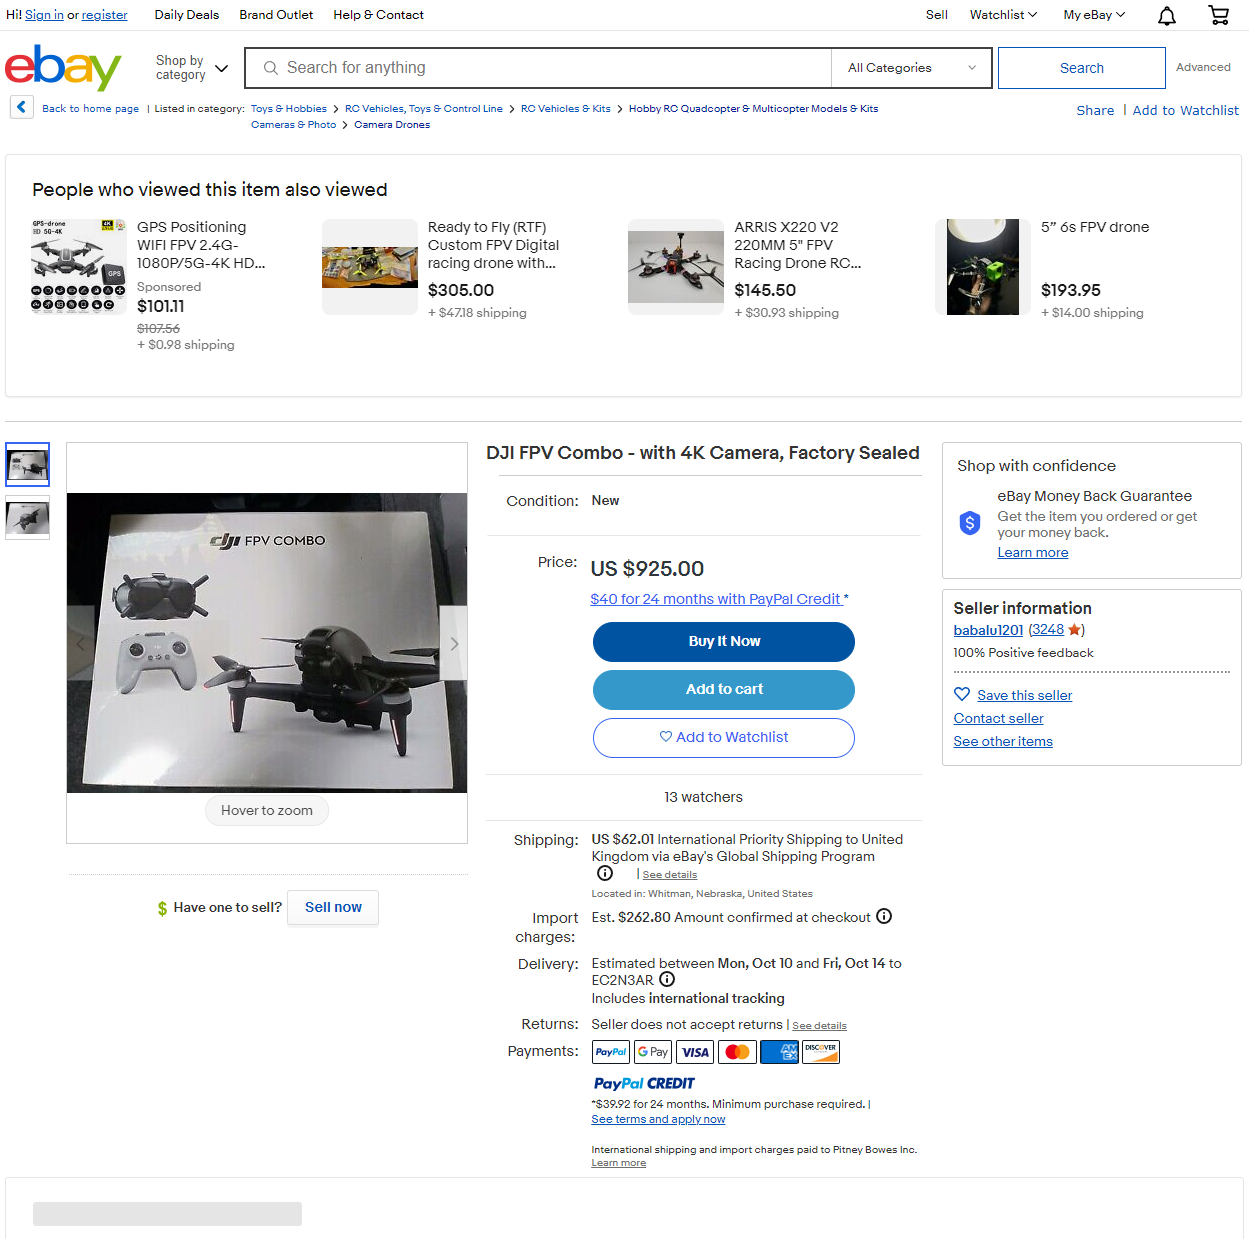 Hi! Sign in or register
Daily Deals
Brand Outlet
Help & Contact
Sell
Watchlist
My eBay
ebay
Shop by
category
Search for anything
All Categories
Search
Advanced
Back to home page | Listed in category:
Toys & Hobbies > RC Vehicles, Toys & Control Line > RC Vehicles & Kits > Hobby RC Quadcopter & Multicopter Models & Kits
Cameras & Photo > Camera Drones
Share | Add to Watchlist
People who viewed this item also viewed
GPS-drone
HD 5G-4K
4K
GPS
GPS Positioning
WIFI FPV 2.4G-
1080P/5G-4K HD...
Sponsored
$101.11
$107.56
+ $0.98 shipping
Ready to Fly (RTF)
Custom FPV Digital
racing drone with...
$305.00
+ $47.18 shipping
ARRIS X220 V2
220MM 5" FPV
Racing Drone RC...
$145.50
+ $30.93 shipping
5” 6s FPV drone
$193.95
+ $14.00 shipping
dji FPV COMBO
Hover to zoom
$ Have one to sell?
Sell now
DJI FPV Combo - with 4K Camera, Factory Sealed
Condition: New
Price: US $925.00
$40 for 24 months with PayPal Credit *
Buy It Now
Add to cart
Add to Watchlist
13 watchers
Shipping: US $62.01 International Priority Shipping to United
Kingdom via eBay's Global Shipping Program
| See details
Located in: Whitman, Nebraska, United States
Import
charges:
Est. $262.80 Amount confirmed at checkout
Delivery: Estimated between Mon, Oct 10 and Fri, Oct 14 to
EC2N3AR
Includes international tracking
Returns: Seller does not accept returns | See details
Payments: PayPal G Pay VISA AMEX DISCOVER
PayPal CREDIT
*$39.92 for 24 months. Minimum purchase required. |
See terms and apply now
International shipping and import charges paid to Pitney Bowes Inc.
Learn more
Shop with confidence
eBay Money Back Guarantee
$
Get the item you ordered or get
your money back.
Learn more
Seller information
babalu1201 (3248)
100% Positive feedback
Save this seller
Contact seller
See other items